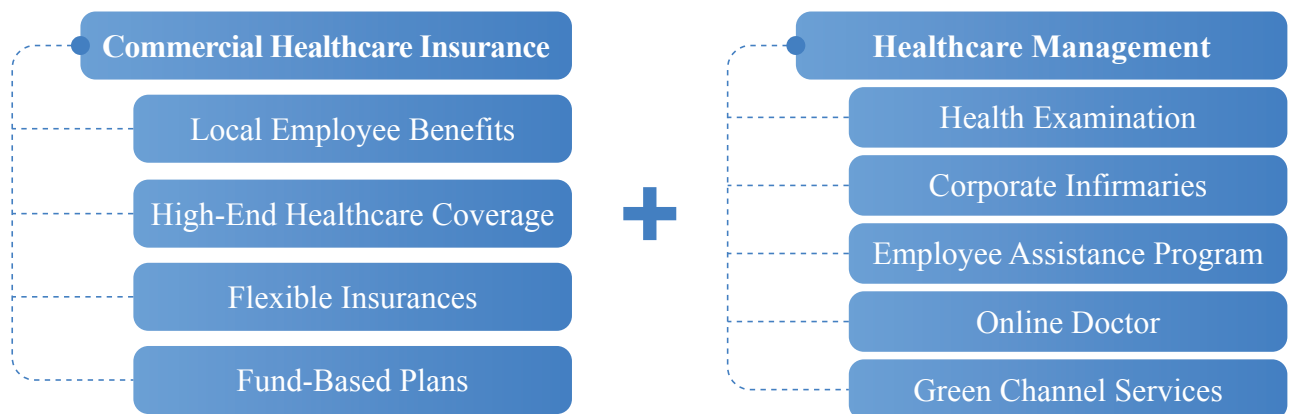 Commercial Healthcare Insurance
Local Employee Benefits
High-End Healthcare Coverage
Flexible Insurances
Fund-Based Plans
+
Healthcare Management
Health Examination
Corporate Infirmaries
Employee Assistance Program
Online Doctor
Green Channel Services